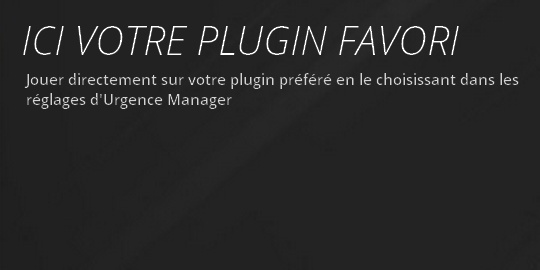 ICI VOTRE PLUGIN FAVORI
Jouer directement sur votre plugin préféré en le choisissant dans les
réglages d'Urgence Manager